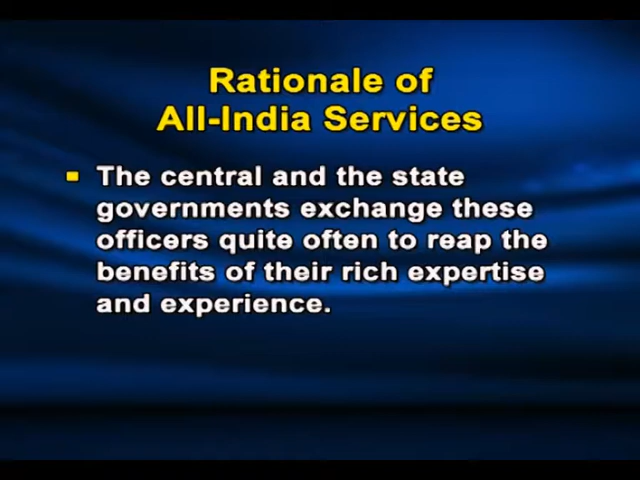 Rationale of
All-India Services
The central and the state
governments exchange these
officers quite often to reap the
benefits of their rich expertise
and experience.